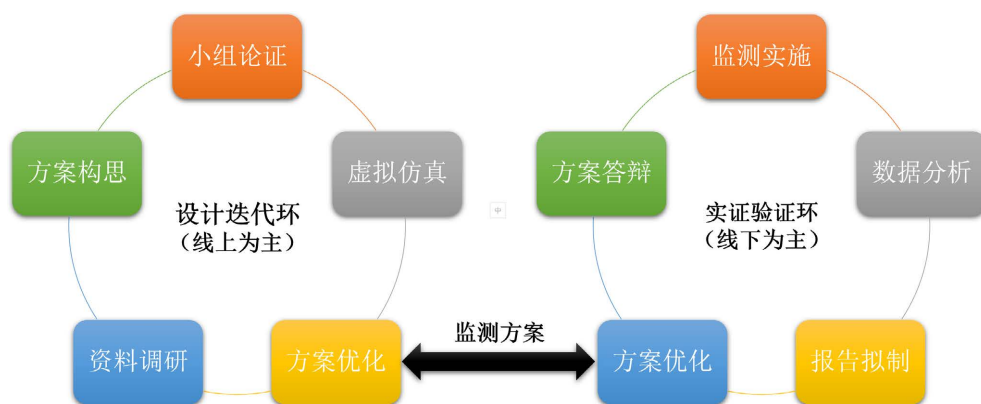 小组论证
监测实施
方案构思
虚拟仿真
方案答辩
数据分析
设计迭代环
（线上为主）
实证验证环
（线下为主）
监测方案
资料调研
方案优化
方案优化
报告拟制